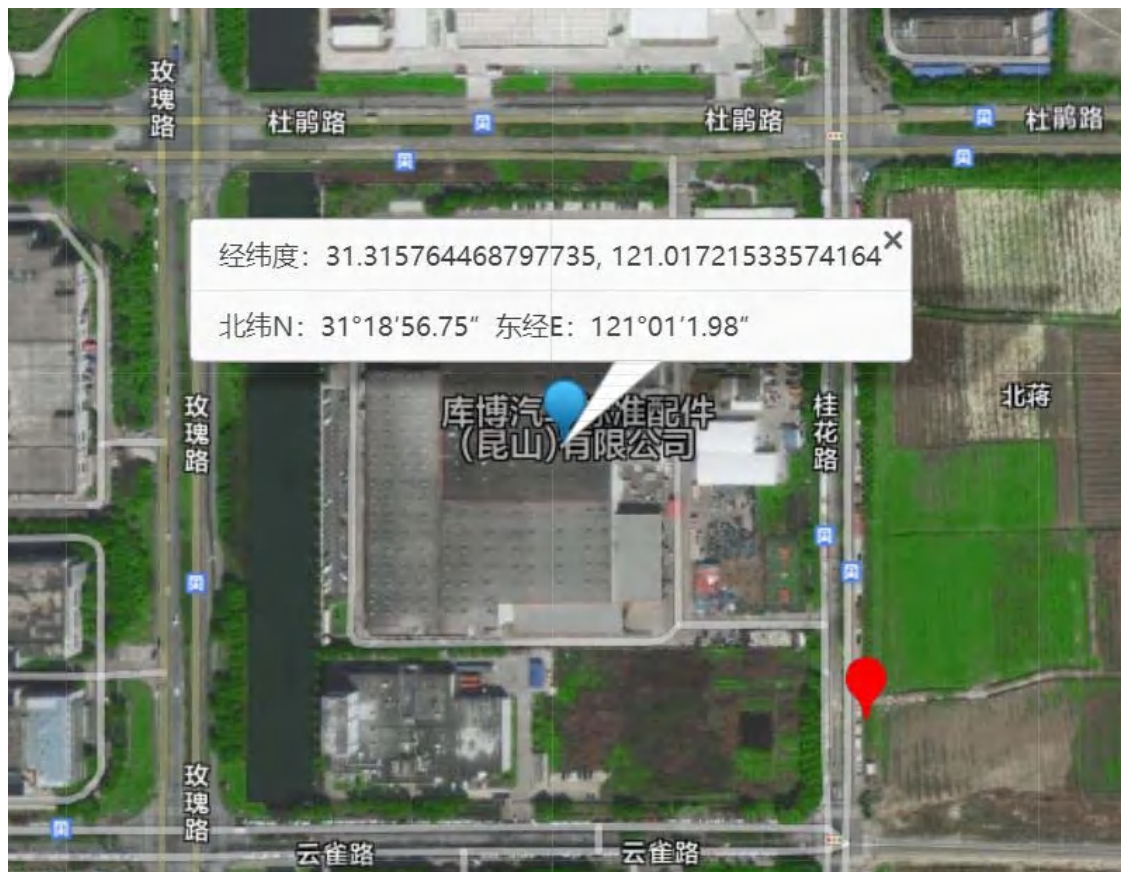 玫瑰路
杜鹃路
杜鹃路
杜鹃路
经纬度：31.315764468797735, 121.01721533574164
北纬N：31°18′56.75″ 东经E：121°01′1.98″
玫瑰路
库博汽
准配件
(昆山)有限公司
桂花路
北蒋
玫瑰路
云雀路
云雀路